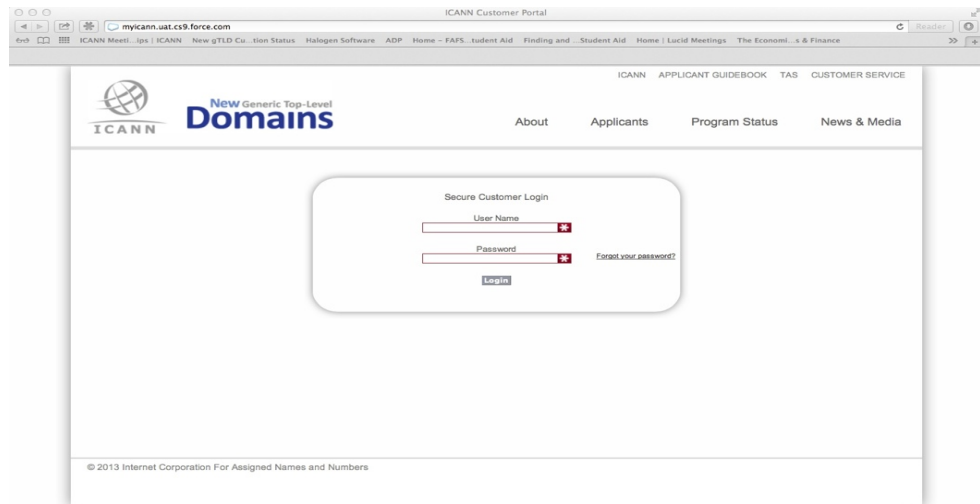 ICANN Customer Portal
myicann.uat.cs9.force.com
Reader
ICANN Meeti...ips | ICANN New gTLD Cu...tion Status Halogen Software ADP Home – FAFS...tudent Aid Finding and ...Student Aid Home | Lucid Meetings The Economi...s & Finance
ICANN APPLICANT GUIDEBOOK TAS CUSTOMER SERVICE
ICANN
New Generic Top-Level
Domains
About Applicants Program Status News & Media
Secure Customer Login
User Name
Password
Forgot your password?
Login
© 2013 Internet Corporation For Assigned Names and Numbers